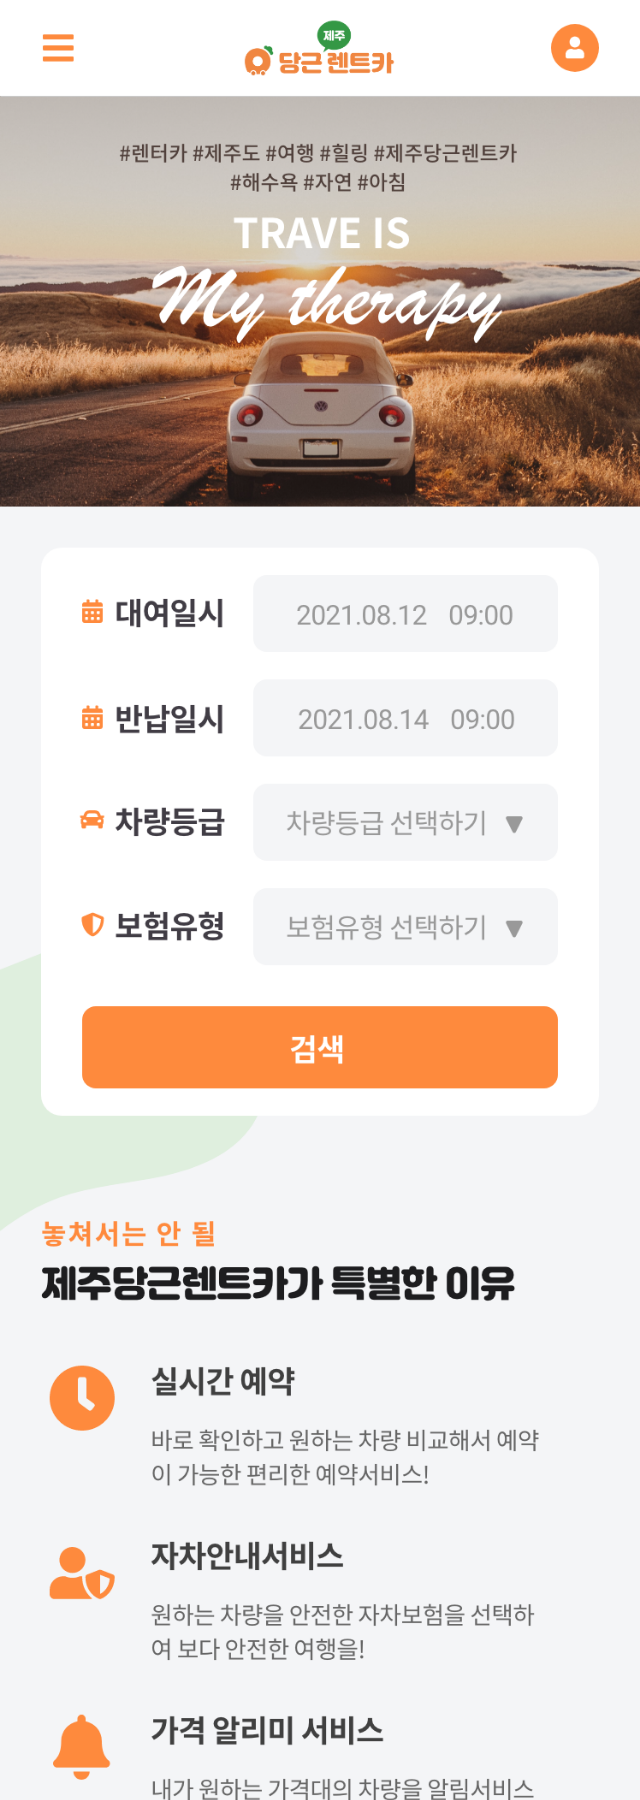 제주
당근 렌트카
#렌터카 #제주도 #여행 #힐링 #제주당근렌트카
#해수욕 #자연 #아침
TRAVE IS
My therapy
대여일시 2021.08.12 09:00
반납일시 2021.08.14 09:00
차량등급 차량등급 선택하기 ▼
보험유형 보험유형 선택하기 ▼
검색
놓쳐서는 안 될
제주당근렌트카가 특별한 이유
실시간 예약
바로 확인하고 원하는 차량 비교해서 예약
이 가능한 편리한 예약서비스!
자차안내서비스
원하는 차량을 안전한 자차보험을 선택하
여 보다 안전한 여행을!
가격 알리미 서비스
내가 원하는 가격대의 차량을 알림서비스